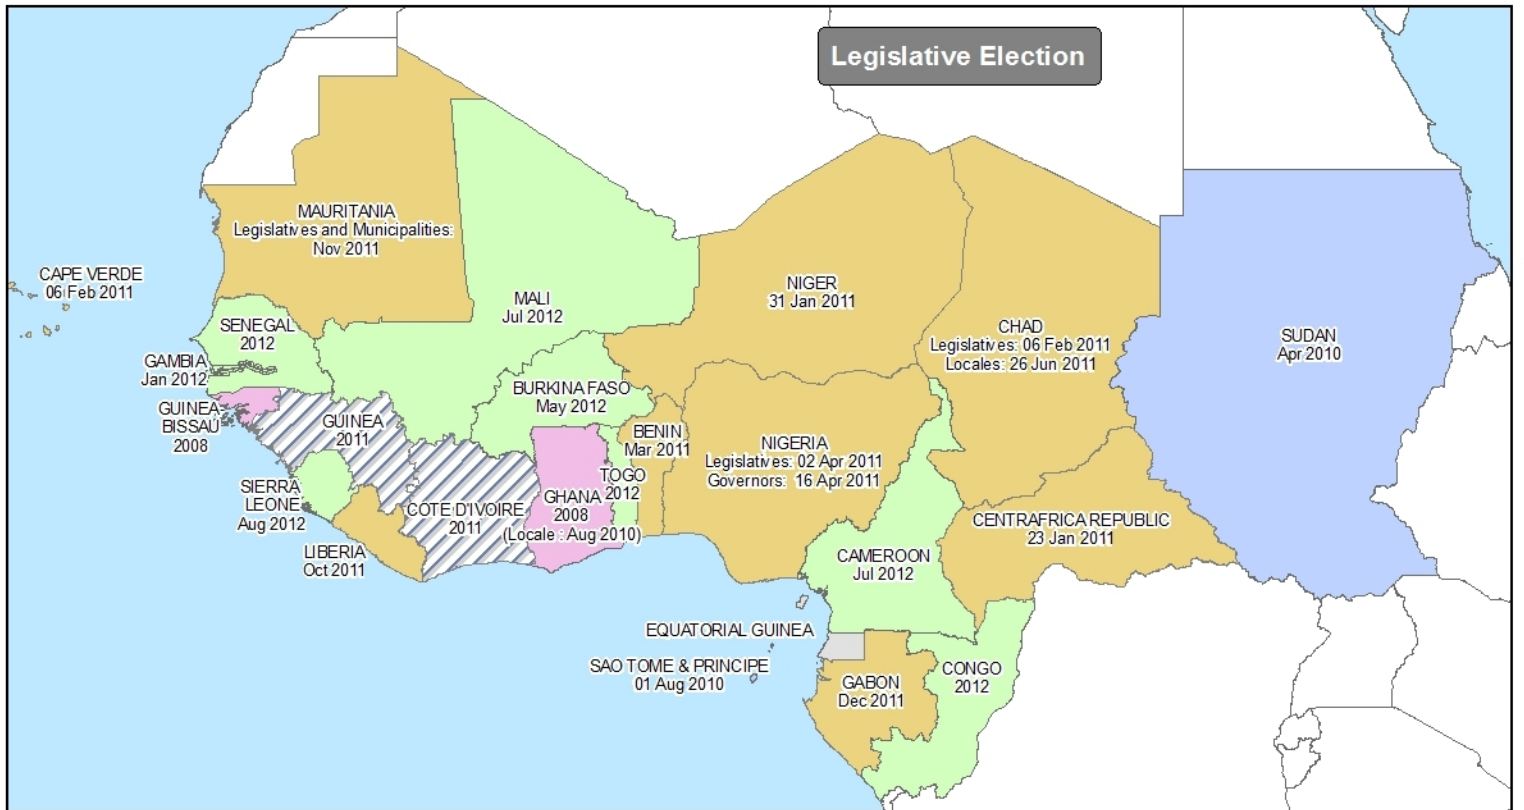 Legislative Election
MAURITANIA
Legislatives and Municipalities:
Nov 2011
CAPE VERDE
06 Feb 2011
MALI
Jul 2012
NIGER
31 Jan 2011
CHAD
Legislatives: 06 Feb 2011
Locales: 26 Jun 2011
SUDAN
Apr 2010
SENEGAL
2012
GAMBIA
Jan 2012
GUINEA-
BISSAU
2008
GUINEA
2011
BURKINA FASO
May 2012
BENIN
Mar 2011
NIGERIA
Legislatives: 02 Apr 2011
Governors: 16 Apr 2011
SIERRA
LEONE
Aug 2012
LIBERIA
Oct 2011
COTE D'IVOIRE
2011
GHANA
2008
(Locale : Aug 2010)
TOGO
2012
CENTRAFRICA REPUBLIC
23 Jan 2011
CAMEROON
Jul 2012
EQUATORIAL GUINEA
SAO TOME & PRINCIPE
01 Aug 2010
GABON
Dec 2011
CONGO
2012